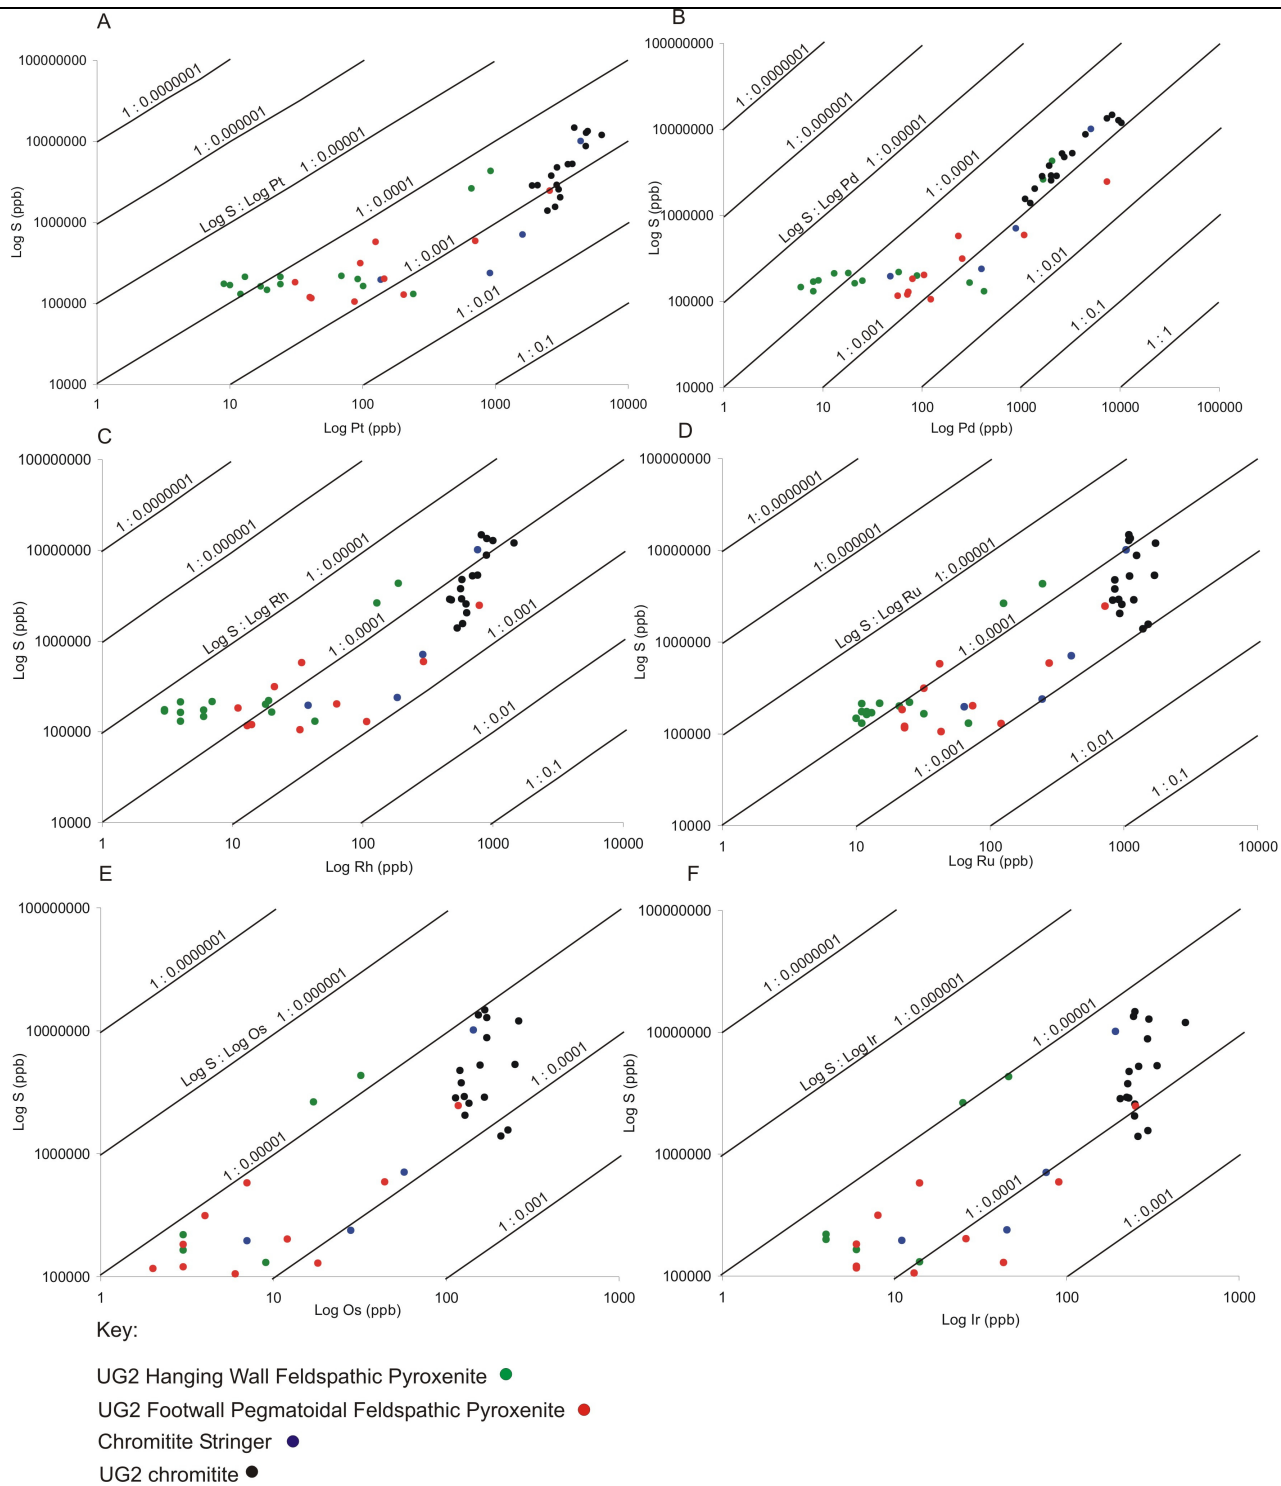 A
100000000
10000000
1000000
100000
10000
Log S (ppb)
1 : 0.0000001
1 : 0.000001
Log S : Log Pt 1 : 0.00001
1 : 0.0001
1 : 0.001
1 : 0.01
1 : 0.1
1 10 100 1000 10000
Log Pt (ppb)
B
100000000
10000000
1000000
100000
10000
Log S (ppb)
1 : 0.0000001
1 : 0.000001
Log S : Log Pd 1 : 0.00001
1 : 0.0001
1 : 0.001
1 : 0.01
1 : 0.1
1 : 1
1 10 100 1000 10000 100000
Log Pd (ppb)
C
100000000
10000000
1000000
100000
10000
Log S (ppb)
1 : 0.0000001
1 : 0.000001
Log S : Log Rh 1 : 0.00001
1 : 0.0001
1 : 0.001
1 : 0.01
1 : 0.1
1 10 100 1000 10000
Log Rh (ppb)
D
100000000
10000000
1000000
100000
10000
Log S (ppb)
1: 0.0000001
1: 0.000001
Log S : Log Ru 1: 0.00001
1 : 0.0001
1 : 0.001
1 : 0.01
1 : 0.1
1 10 100 1000 10000
Log Ru (ppb)
E
100000000
10000000
1000000
100000
Log S (ppb)
1 : 0.0000001
Log S : Log Os 1 : 0.000001
1 : 0.00001
1 : 0.0001
1 : 0.001
1 10 100 1000
Log Os (ppb)
F
100000000
10000000
1000000
100000
Log S (ppb)
1 : 0.0000001
Log S : Log Ir 1 : 0.000001
1 : 0.00001
1 : 0.0001
1 : 0.001
1 10 100 1000
Log Ir (ppb)
Key:
UG2 Hanging Wall Feldspathic Pyroxenite
UG2 Footwall Pegmatoidal Feldspathic Pyroxenite
Chromitite Stringer
UG2 chromitite